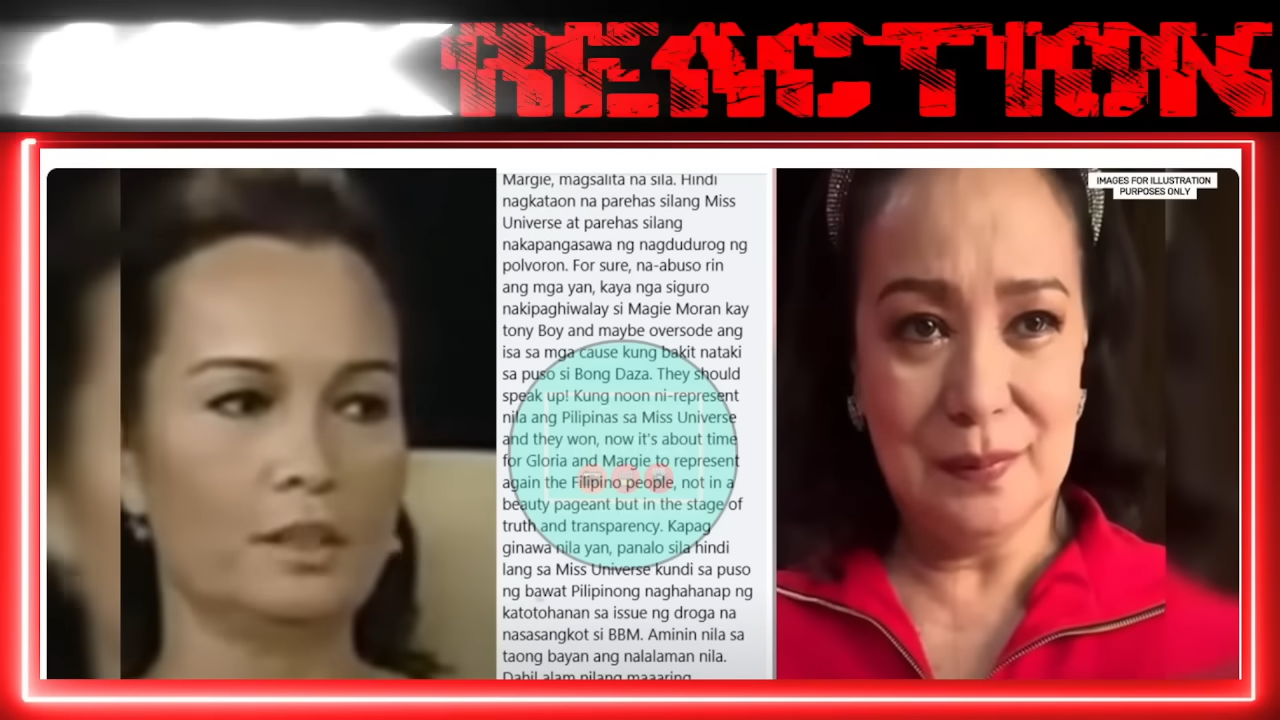 REACTION
IMAGES FOR ILLUSTRATION
PURPOSES ONLY
Margie, magsalita na sila. Hindi
nagkataon na parehas silang Miss
Universe at parehas silang
nakapangasawa ng nagdudurog ng
polvoron. For sure, na-abuso rin
ang mga yan, kaya nga siguro
nakipaghiwalay si Magie Moran kay
tony Boy and maybe oversode ang
isa sa mga cause kung bakit nataki
sa puso si Bong Daza. They should
speak up! Kung noon ni-represent
nila ang Pilipinas sa Miss Universe
and they won, now it's about time
for Gloria and Margie to represent
again the Filipino people, not in a
beauty pageant but in the stage of
truth and transparency. Kapag
ginawa nila yan, panalo sila hindi
lang sa Miss Universe kundi sa puso
ng bawat Pilipinong naghahanap ng
katotohanan sa issue ng droga na
nasasangkot si BBM. Aminin nila sa
taong bayan ang nalalaman nila.
Dahil alam nilang maaaring